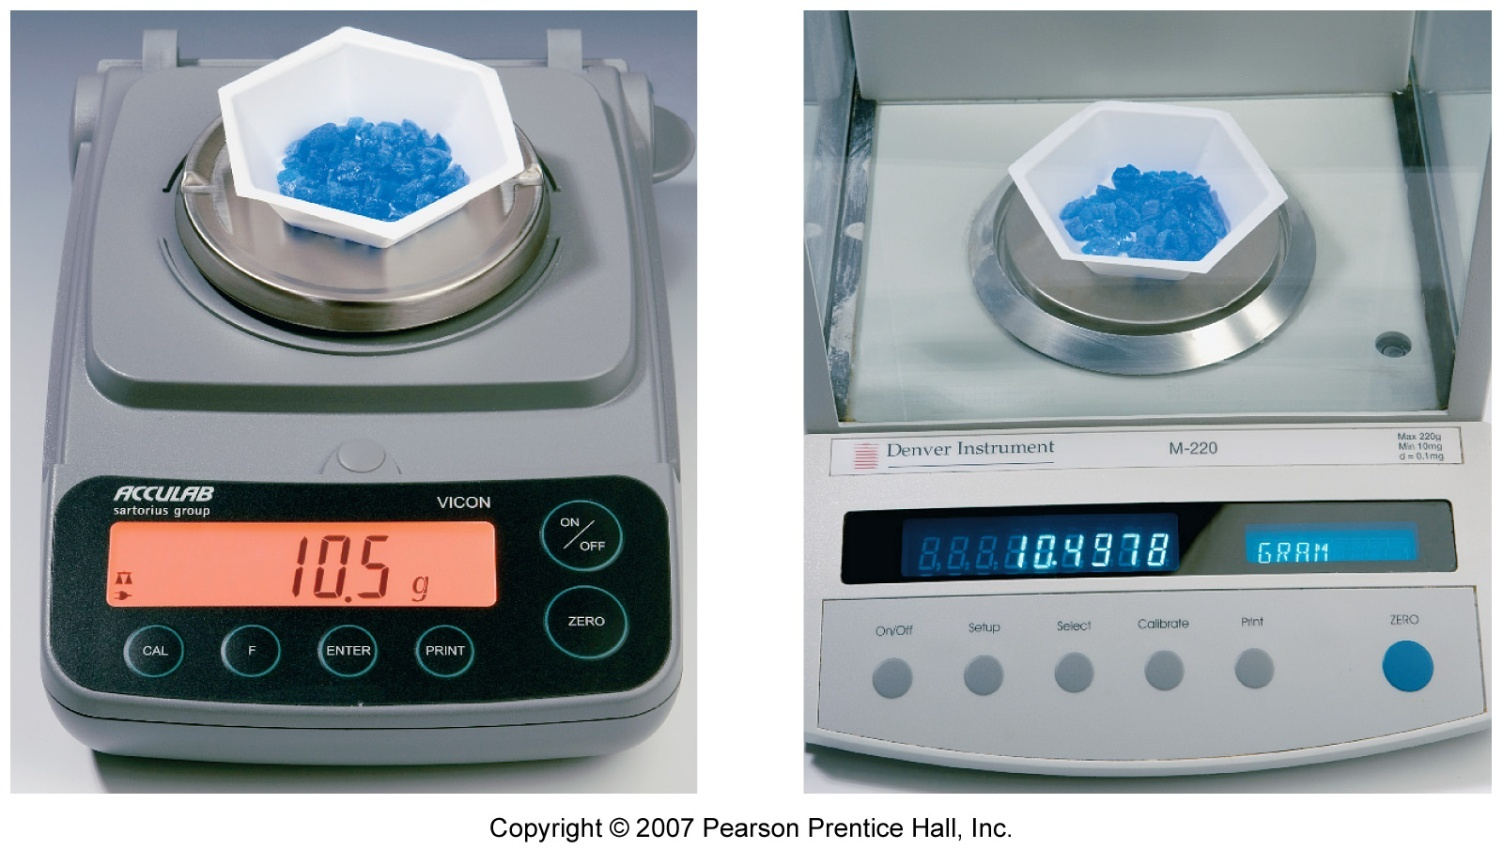 ACCULAB
sartorius group
VICON
10.5 g
ON/OFF
ZERO
CAL
F
ENTER
PRINT
Denver Instrument
M-220
Max 220g
Min 10mg
d = 0.1mg
10.4978
GRAM
On/Off
Setup
Select
Calibrate
Print
ZERO
Copyright © 2007 Pearson Prentice Hall, Inc.